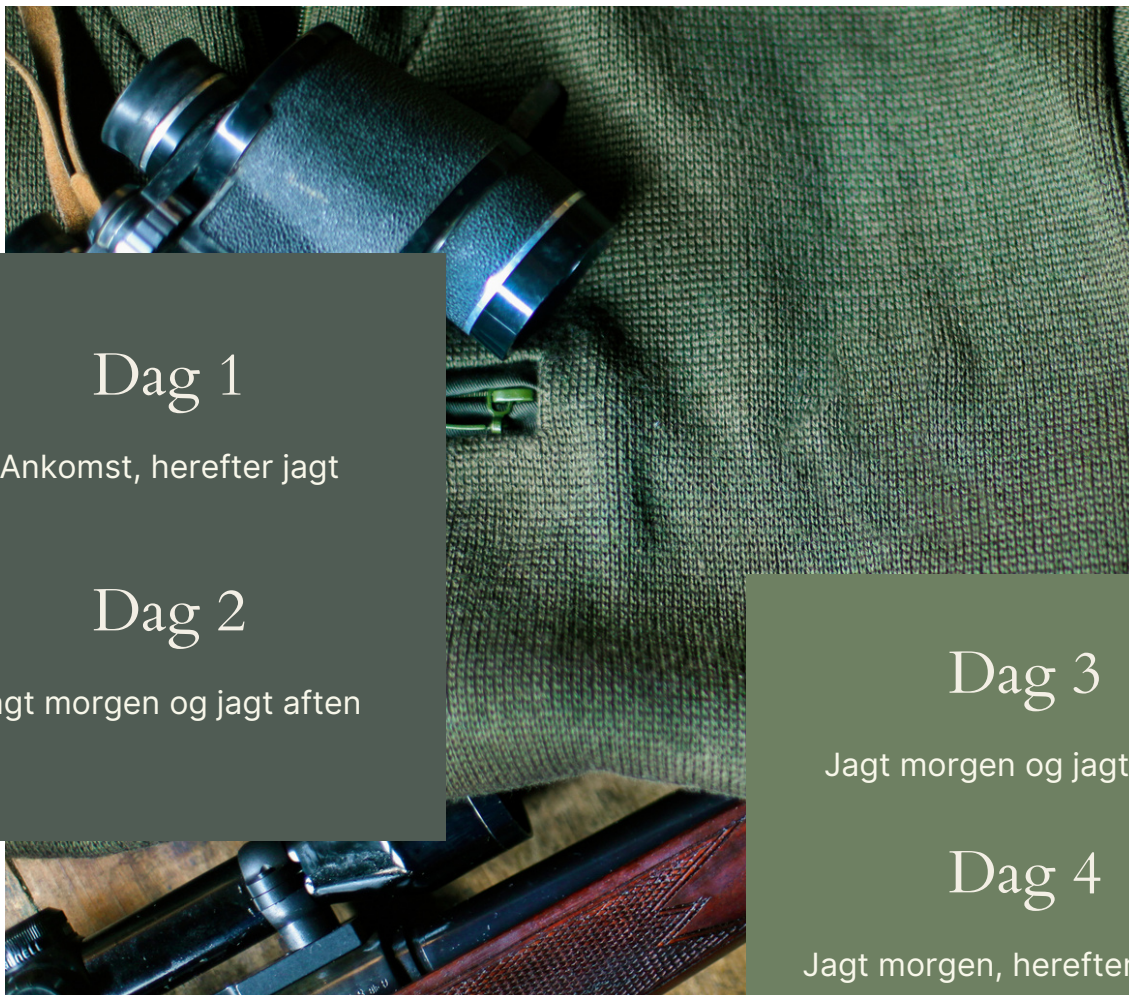 Dag 1
Ankomst, herefter jagt
Dag 2
morgen og jagt aften
Dag 3
Jagt morgen og jagt
Dag 4
Jagt morgen, herefter